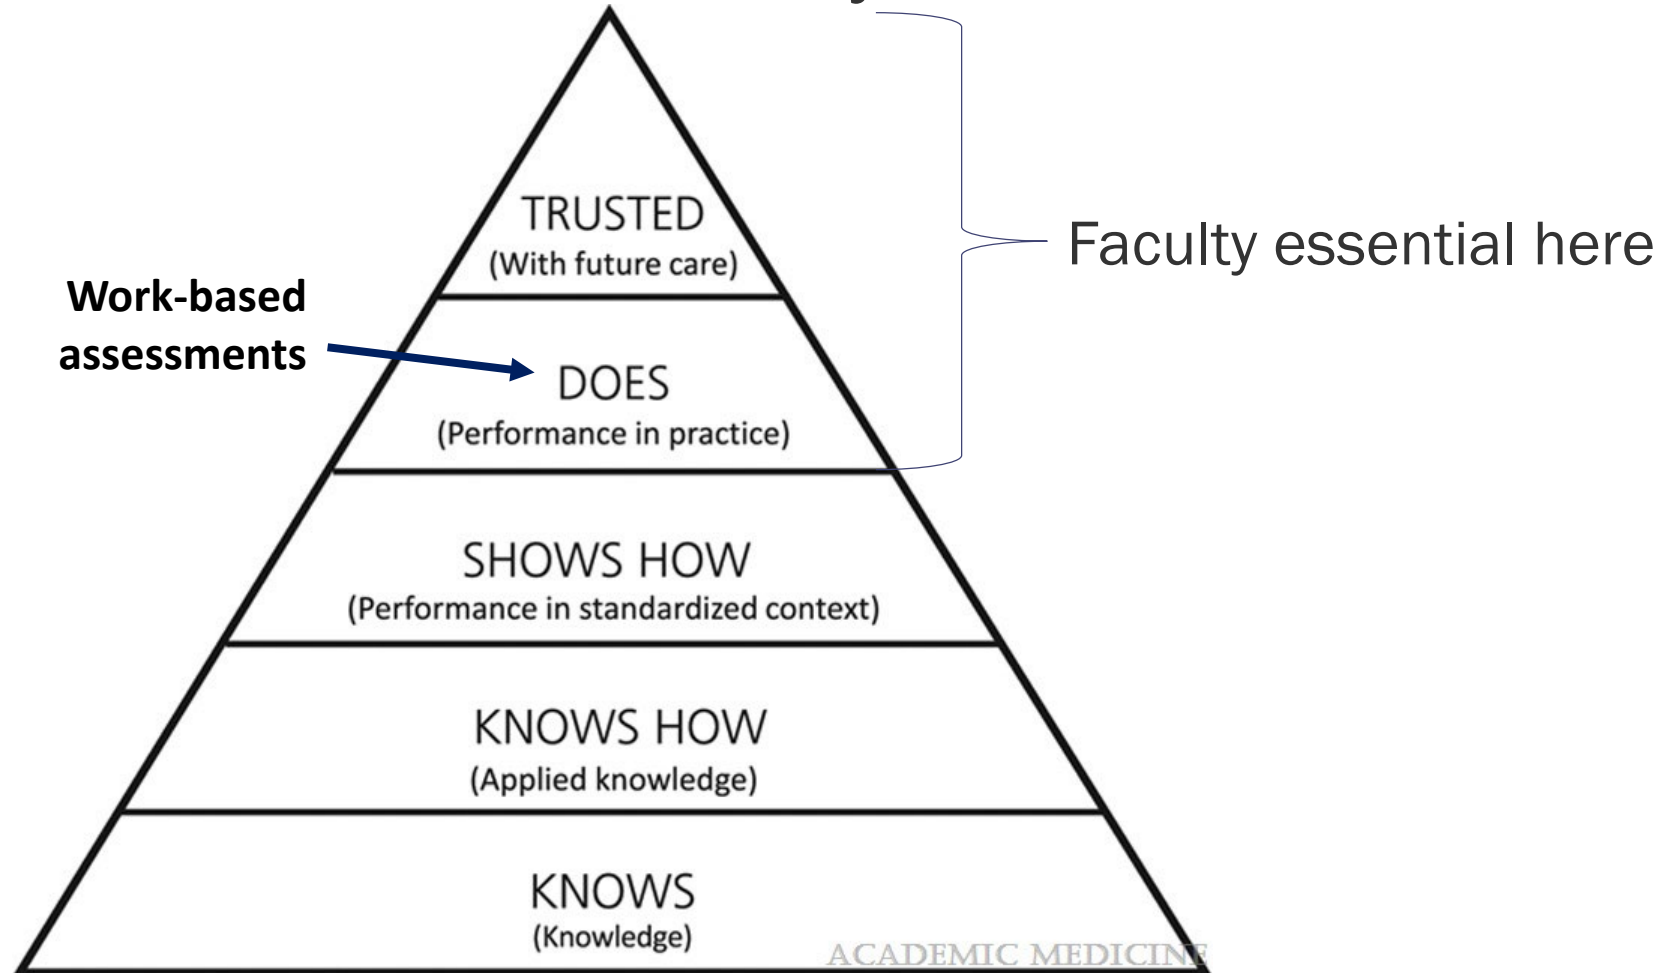 TRUSTED
(With future care)
Faculty essential here
Work-based
assessments
DOES
(Performance in practice)
SHOWS HOW
(Performance in standardized context)
KNOWS HOW
(Applied knowledge)
KNOWS
(Knowledge)
ACADEMIC MEDICINE